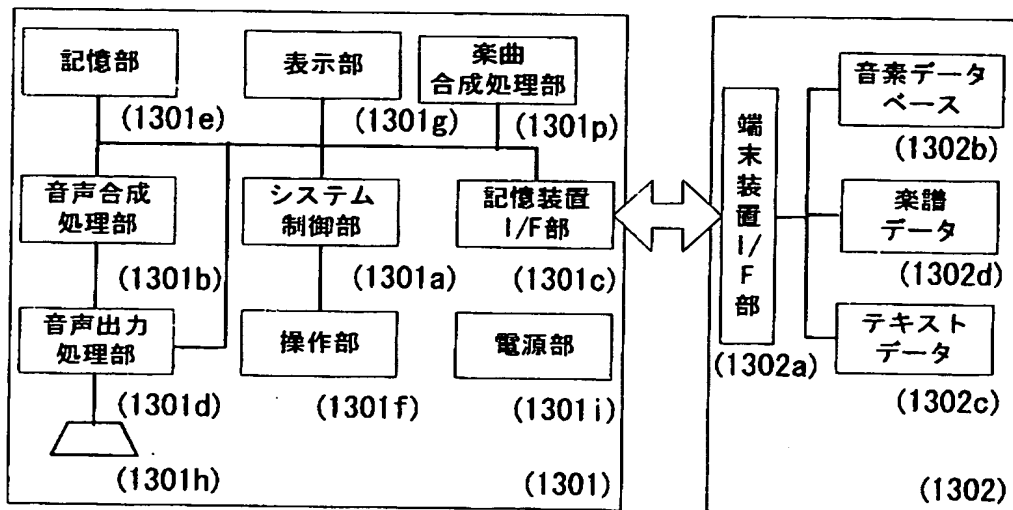 記憶部
(1301e)
表示部
(1301g)
楽曲
合成処理部
(1301p)
音声合成
処理部
(1301b)
システム
制御部
(1301a)
記憶装置
I/F部
(1301c)
音声出力
処理部
(1301d)
操作部
(1301f)
電源部
(1301i)
(1301h)
(1301)
端末装置I/F部
(1302a)
音素データ
ベース
(1302b)
楽譜
データ
(1302d)
テキスト
データ
(1302c)
(1302)